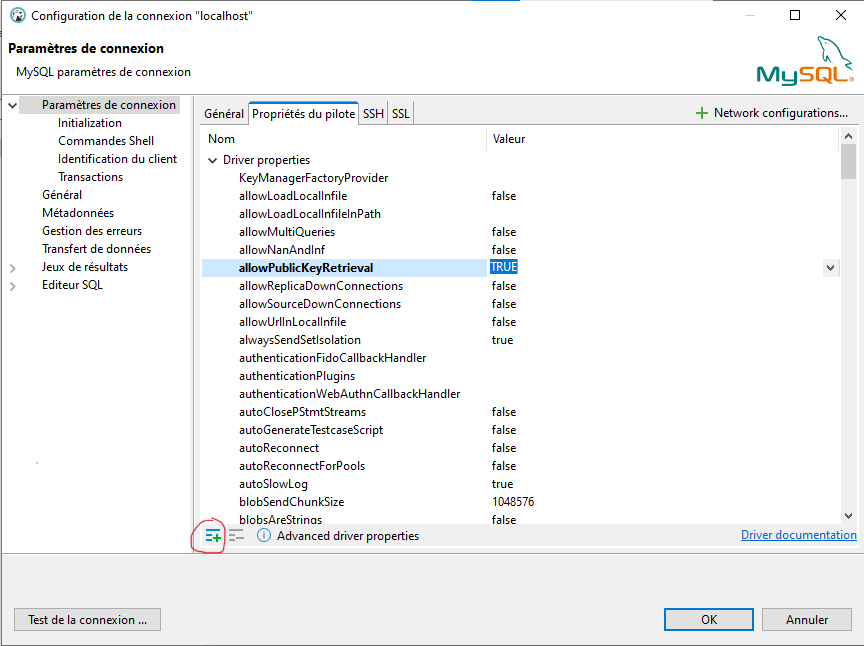 Configuration de la connexion "localhost"
Paramètres de connexion
MySQL paramètres de connexion
MySQL®
Paramètres de connexion
Initialization
Commandes Shell
Identification du client
Transactions
Général
Métadonnées
Gestion des erreurs
Transfert de données
Jeux de résultats
Editeur SQL
Général Propriétés du pilote SSH SSL Network configurations...
Nom Valeur
Driver properties
KeyManagerFactoryProvider
allowLoadLocalInfile false
allowLoadLocalInfileInPath
allowMultiQueries false
allowNanAndInf false
allowPublicKeyRetrieval TRUE
allowReplicaDownConnections false
allowSourceDownConnections false
allowUrlInLocalInfile false
alwaysSendSetIsolation true
authenticationFidoCallbackHandler
authenticationPlugins
authenticationWebAuthnCallbackHandler
autoClosePStmtStreams false
autoGenerateTestcaseScript false
autoReconnect false
autoReconnectForPools false
autoSlowLog true
blobSendChunkSize 1048576
blobsAreStrings false
Advanced driver properties Driver documentation
Test de la connexion ... OK Annuler